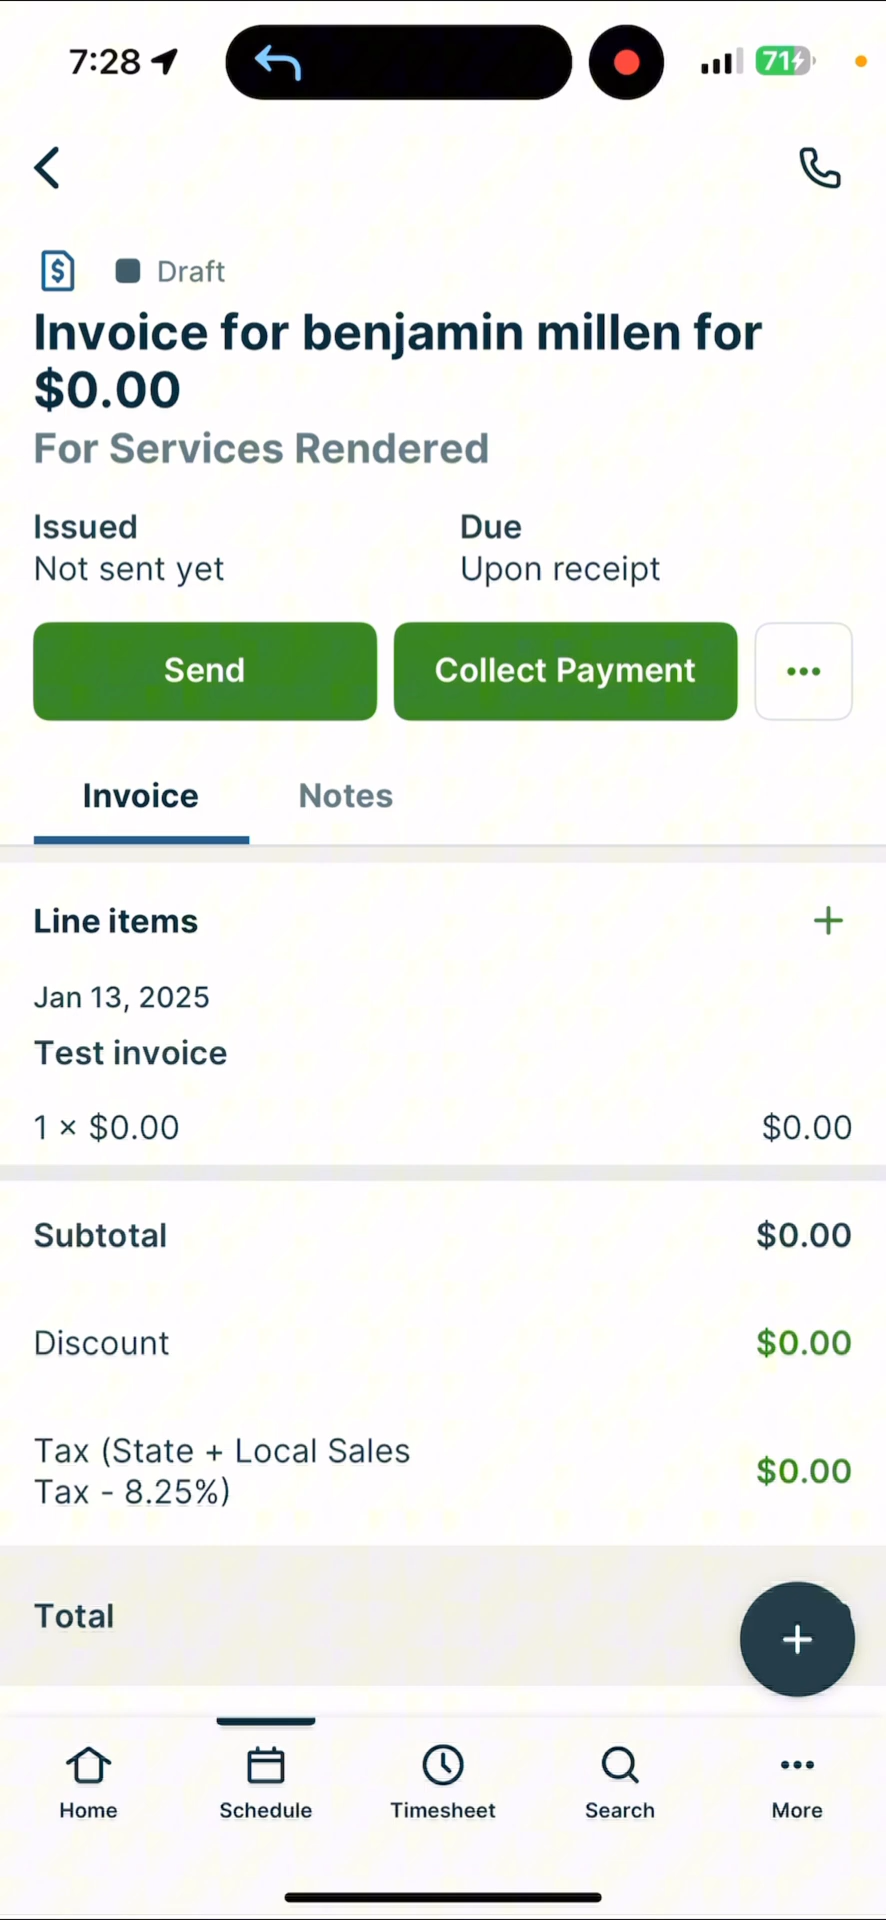 7:28
71
Draft
Invoice for benjamin millen for
$0.00
For Services Rendered
Issued
Due
Not sent yet
Upon receipt
Send
Collect Payment
Invoice
Notes
Line items
Jan 13, 2025
Test invoice
1 × $0.00
$0.00
Subtotal
$0.00
Discount
$0.00
Tax (State + Local Sales
Tax - 8.25%)
$0.00
Total
Home
Schedule
Timesheet
Search
More